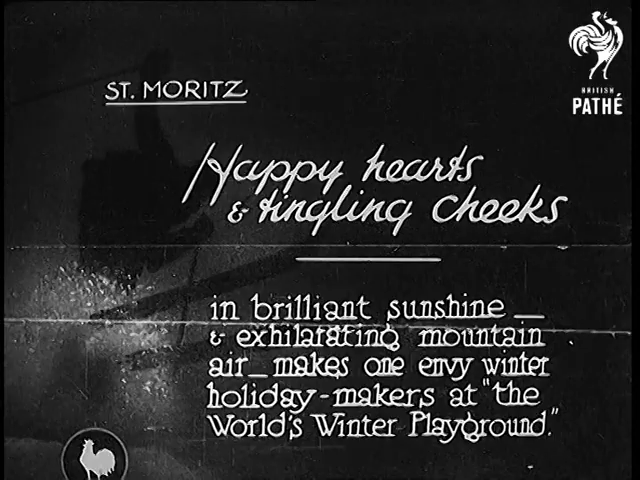 ST. MORITZ
Happy hearts
& tingling cheeks
in brilliant sunshine —
& exhilarating mountain
air — makes one envy winter
holiday-makers at "the
World's Winter Playground."
BRITISH
PATHÉ